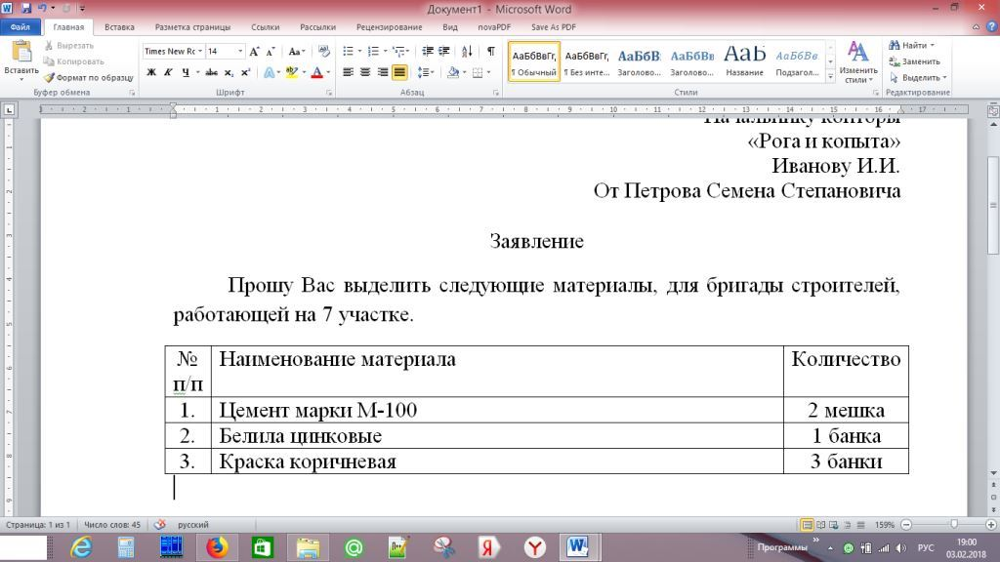 Документ1 - Microsoft Word
Файл Главная Вставка Разметка страницы Ссылки Рассылки Рецензирование Вид novaPDF Save As PDF
Вставить
Вырезать
Копировать
Формат по образцу
Буфер обмена
Times New Rc 14
Ж К Ч
Шрифт
Абзац
АаБбВвГг, АаБбВвГг, АаБбВ АаБбВв АаБ АаБбВв
Обычный Без инте... Заголово... Заголово... Название Подзагол...
Стили
Изменить стили
Найти
Заменить
Выделить
Редактирование
Начальнику конторы
«Рога и копыта»
Иванову И.И.
От Петрова Семена Степановича
Заявление
Прошу Вас выделить следующие материалы, для бригады строителей,
работающей на 7 участке.
№ п/п Наименование материала Количество
1. Цемент марки М-100 2 мешка
2. Белила цинковые 1 банка
3. Краска коричневая 3 банки
Страница: 1 из 1 Число слов: 45 русский 159%
Программы РУС 19:00
03.02.2018